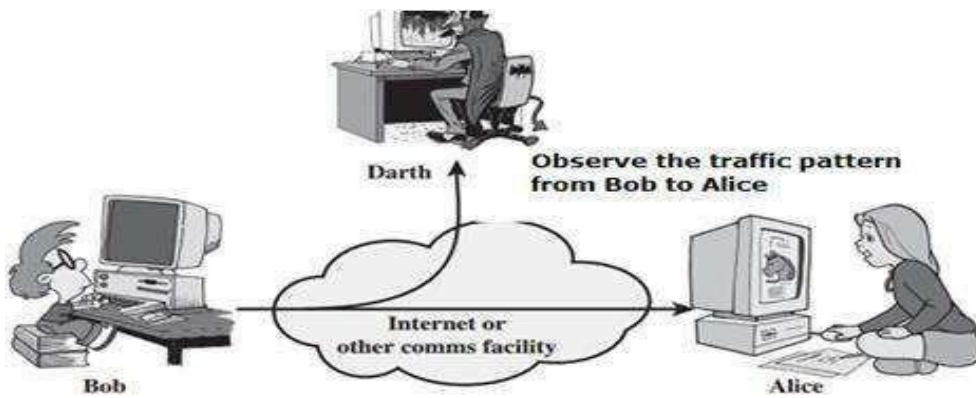 Darth
Observe the traffic pattern
from Bob to Alice
Internet or
other comms facility
Bob
Alice